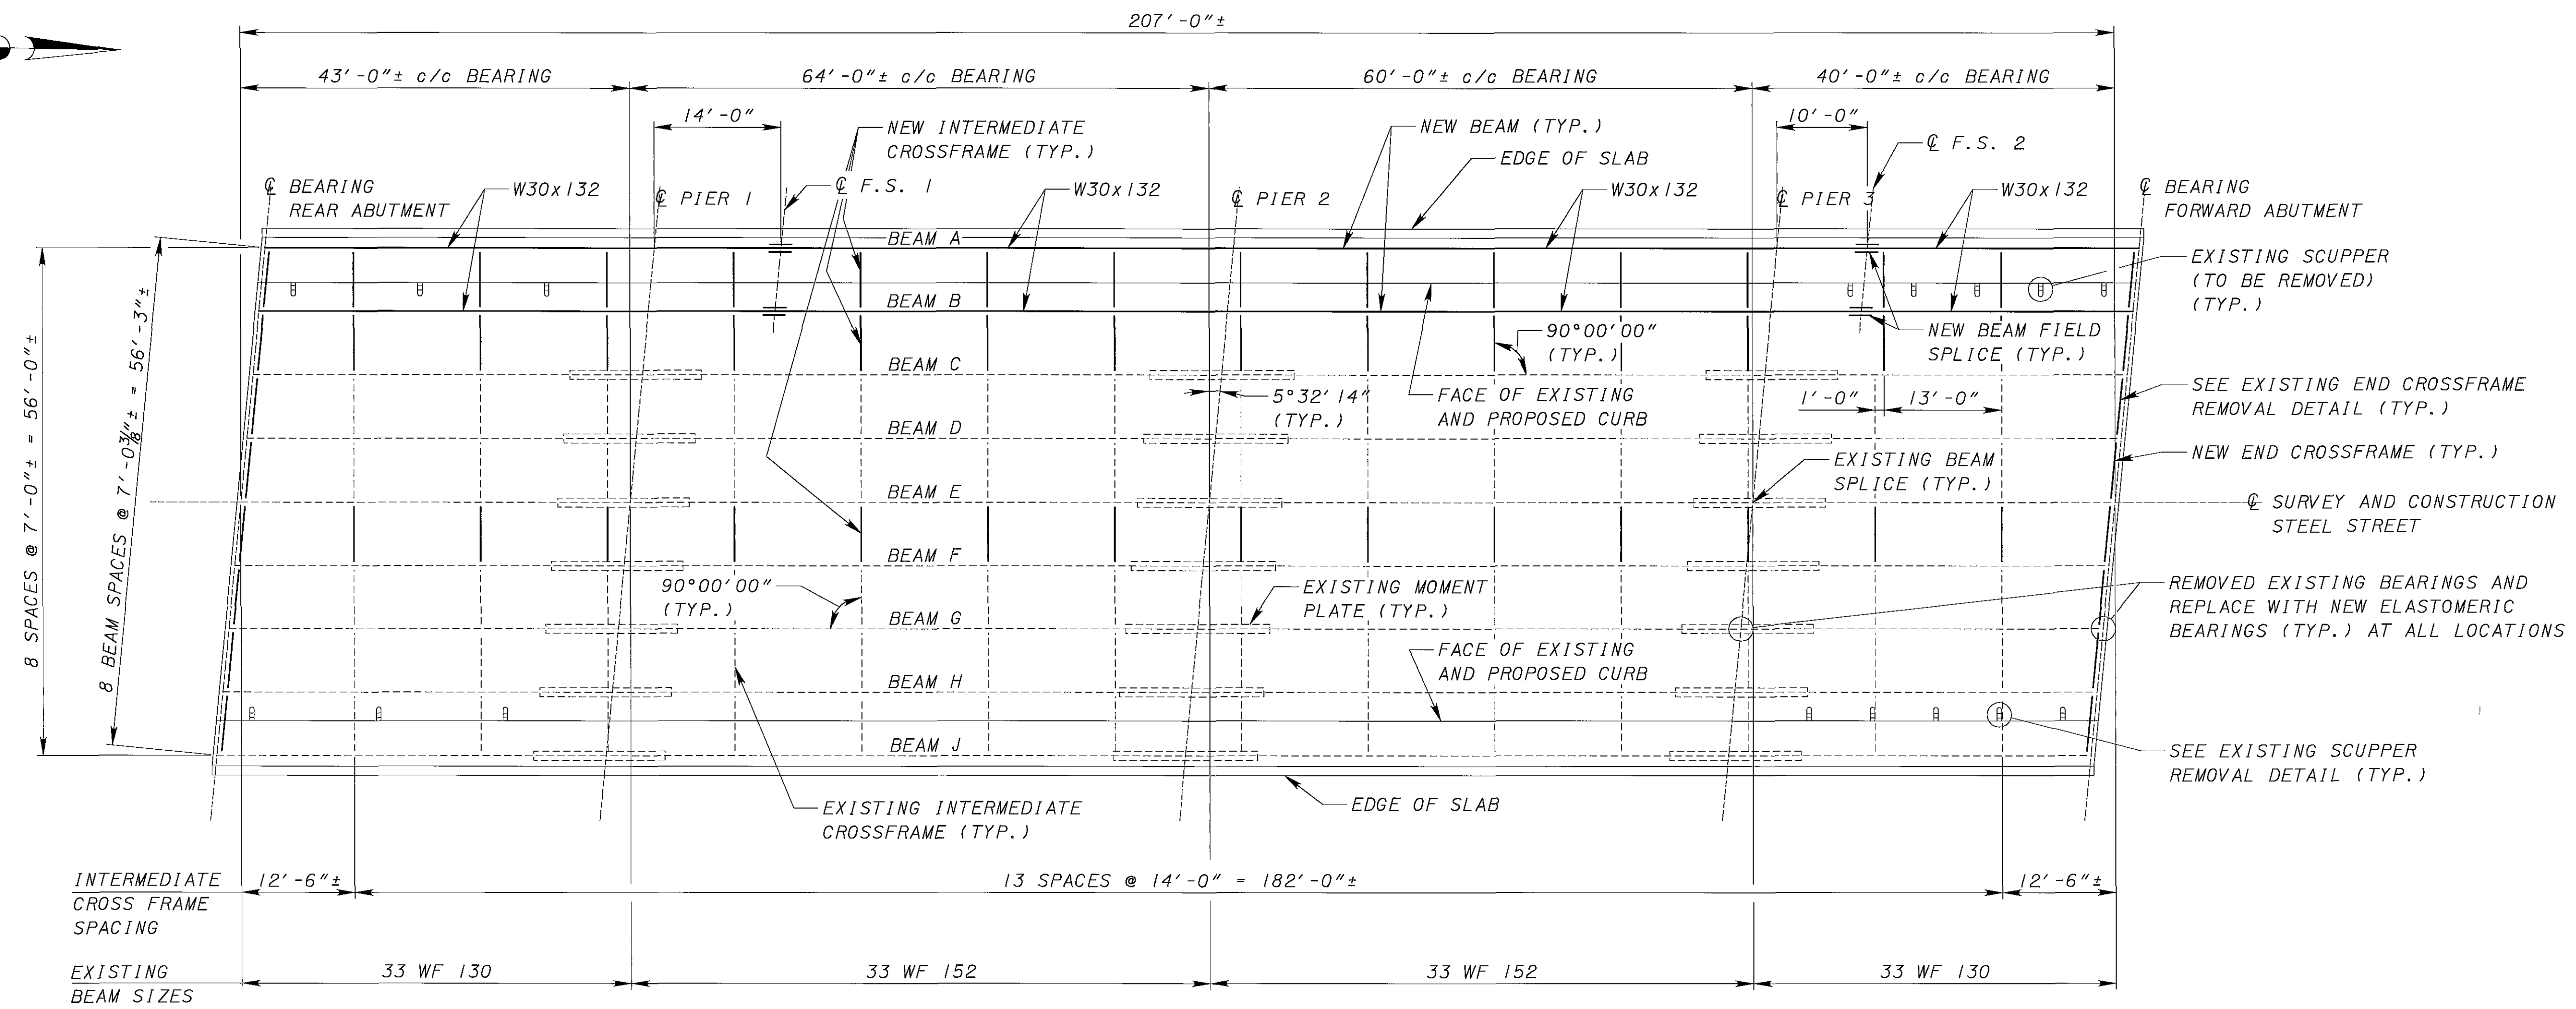 207'-0"±
43'-0"± c/c BEARING
64'-0"± c/c BEARING
60'-0"± c/c BEARING
40'-0"± c/c BEARING
14'-0"
10'-0"
NEW INTERMEDIATE
CROSSFRAME (TYP.)
NEW BEAM (TYP.)
EDGE OF SLAB
℄ F.S. 2
℄ BEARING
REAR ABUTMENT
W30x132
℄ PIER 1
℄ F.S. 1
W30x132
℄ PIER 2
W30x132
℄ PIER 3
W30x132
℄ BEARING
FORWARD ABUTMENT
BEAM A
EXISTING SCUPPER
(TO BE REMOVED)
(TYP.)
BEAM B
90°00'00"
(TYP.)
NEW BEAM FIELD
SPLICE (TYP.)
BEAM C
5°32'14"
(TYP.)
FACE OF EXISTING
AND PROPOSED CURB
1'-0"
13'-0"
SEE EXISTING END CROSSFRAME
REMOVAL DETAIL (TYP.)
8 SPACES @ 7'-0"± = 56'-0"±
8 BEAM SPACES @ 7'-0 3/8"± = 56'-3"±
BEAM D
EXISTING BEAM
SPLICE (TYP.)
NEW END CROSSFRAME (TYP.)
BEAM E
℄ SURVEY AND CONSTRUCTION
STEEL STREET
BEAM F
90°00'00"
(TYP.)
EXISTING MOMENT
PLATE (TYP.)
REMOVED EXISTING BEARINGS AND
REPLACE WITH NEW ELASTOMERIC
BEARINGS (TYP.) AT ALL LOCATIONS
BEAM G
FACE OF EXISTING
AND PROPOSED CURB
BEAM H
BEAM J
SEE EXISTING SCUPPER
REMOVAL DETAIL (TYP.)
EXISTING INTERMEDIATE
CROSSFRAME (TYP.)
EDGE OF SLAB
INTERMEDIATE
CROSS FRAME
SPACING
12'-6"±
13 SPACES @ 14'-0" = 182'-0"±
12'-6"±
EXISTING
BEAM SIZES
33 WF 130
33 WF 152
33 WF 152
33 WF 130